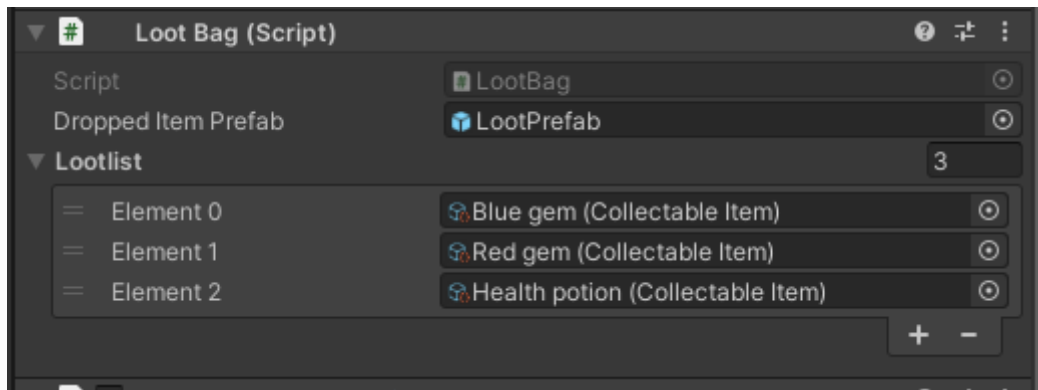 # Loot Bag (Script)
Script # LootBag
Dropped Item Prefab LootPrefab
Lootlist 3
Element 0 Blue gem (Collectable Item)
Element 1 Red gem (Collectable Item)
Element 2 Health potion (Collectable Item)
+ -